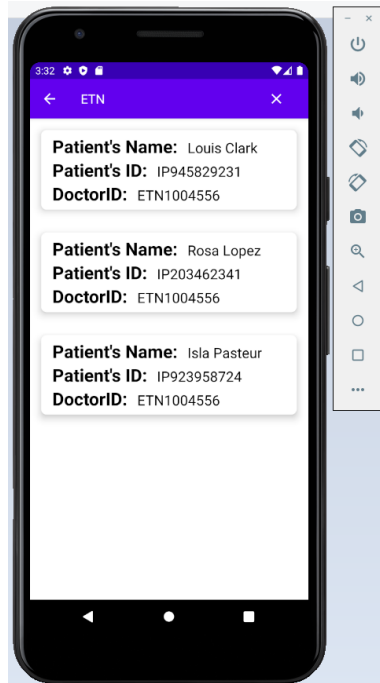 3:32
ETN
Patient's Name: Louis Clark
Patient's ID: IP945829231
DoctorID: ETN1004556
Patient's Name: Rosa Lopez
Patient's ID: IP203462341
DoctorID: ETN1004556
Patient's Name: Isla Pasteur
Patient's ID: IP923958724
DoctorID: ETN1004556